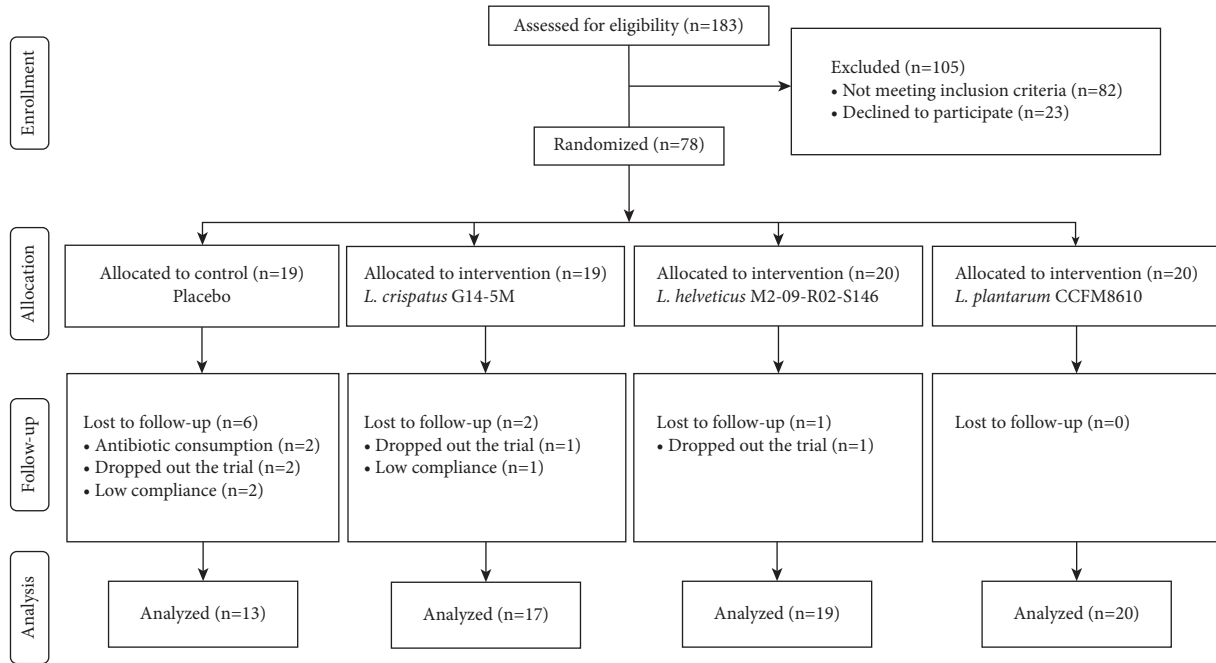 Enrollment
Assessed for eligibility (n=183)
Excluded (n=105)
• Not meeting inclusion criteria (n=82)
• Declined to participate (n=23)
Randomized (n=78)
Allocation
Allocated to control (n=19)
Placebo
Allocated to intervention (n=19)
L. crispatus G14-5M
Allocated to intervention (n=20)
L. helveticus M2-09-R02-S146
Allocated to intervention (n=20)
L. plantarum CCFM8610
Follow-up
Lost to follow-up (n=6)
• Antibiotic consumption (n=2)
• Dropped out the trial (n=2)
• Low compliance (n=2)
Lost to follow-up (n=2)
• Dropped out the trial (n=1)
• Low compliance (n=1)
Lost to follow-up (n=1)
• Dropped out the trial (n=1)
Lost to follow-up (n=0)
Analysis
Analyzed (n=13)
Analyzed (n=17)
Analyzed (n=19)
Analyzed (n=20)